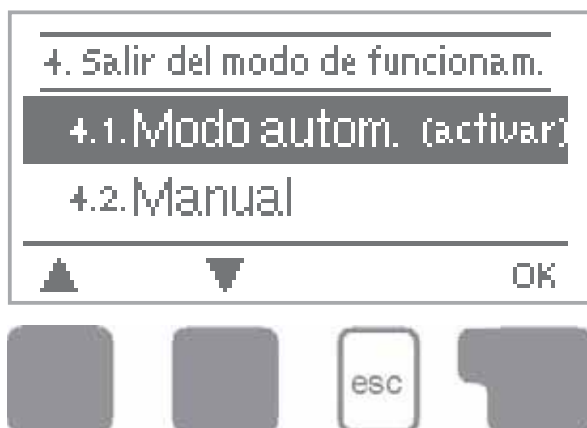 4. Salir del modo de funcionam.
4.1. Modo autom. (activar)
4.2. Manual
OK
esc